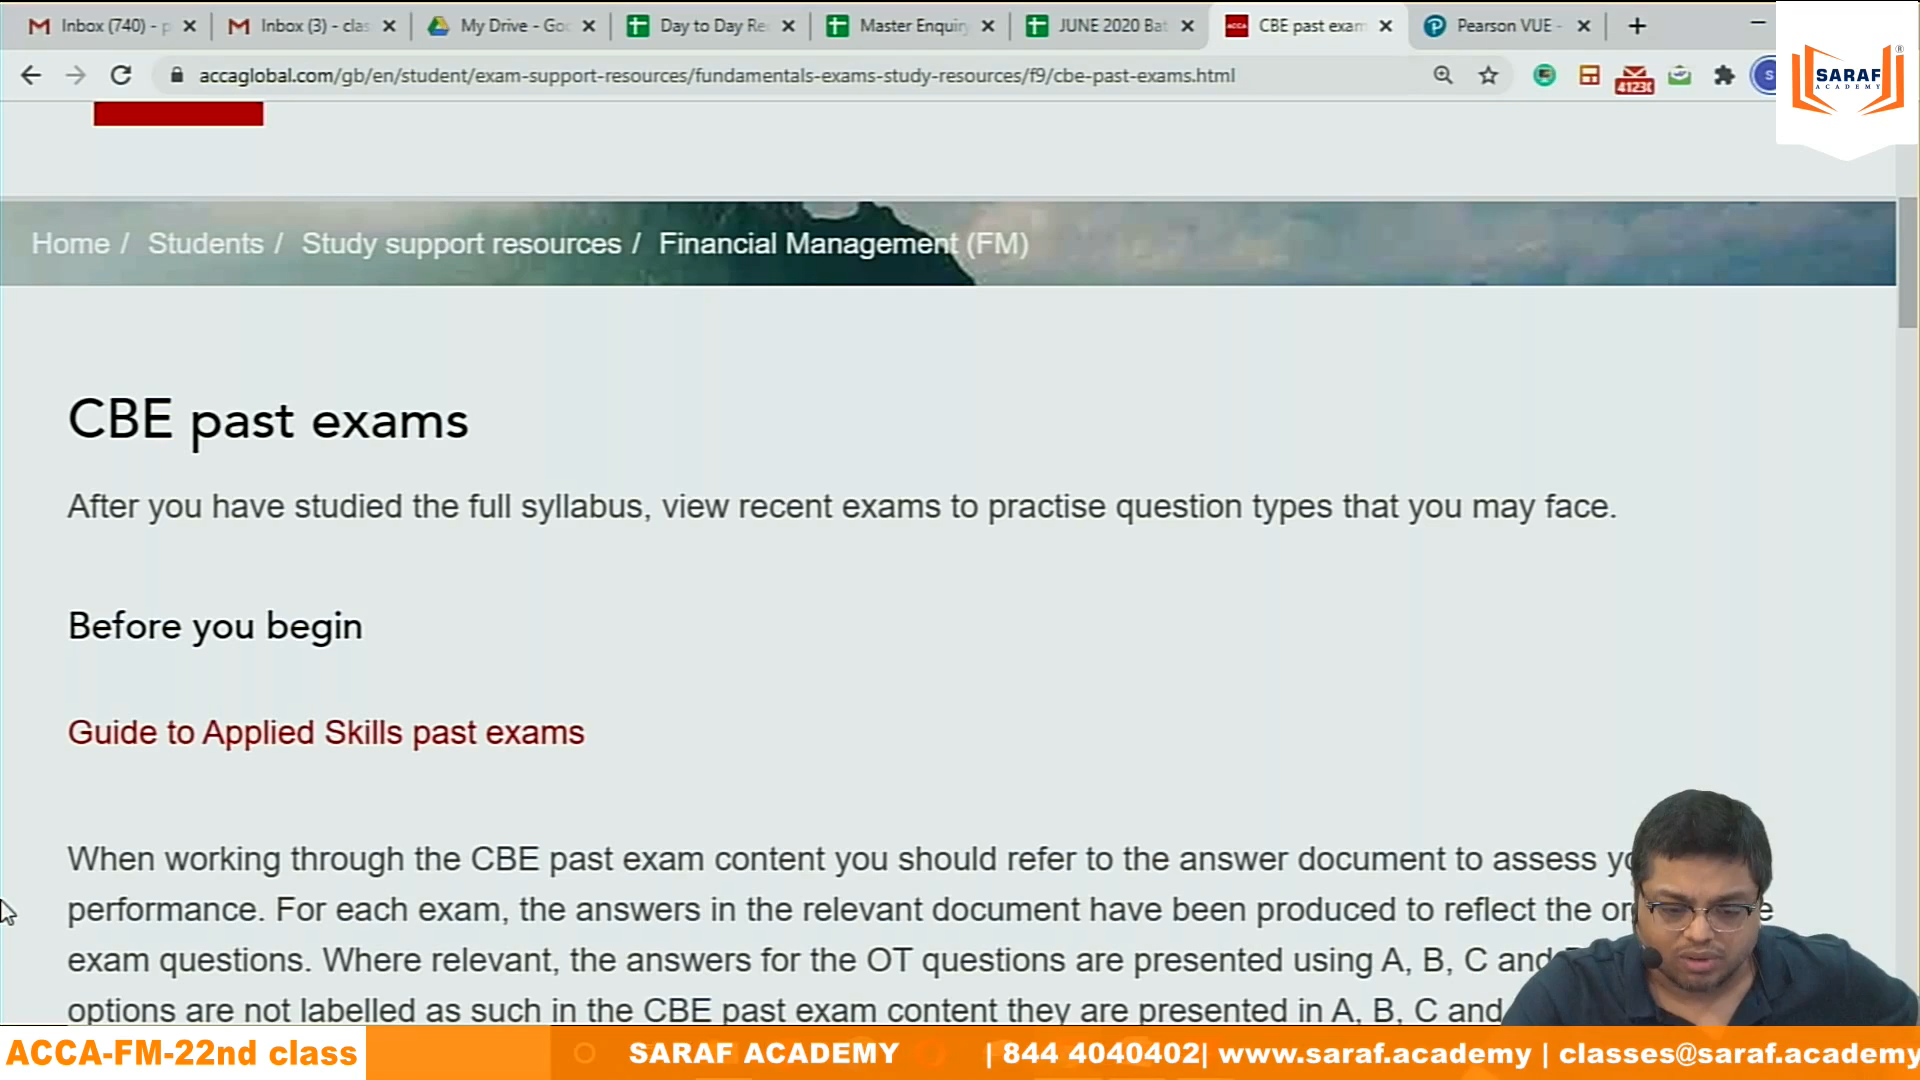 Inbox (740) - p
Inbox (3) - clas
My Drive - Goo
Day to Day Re
Master Enquiry
JUNE 2020 Bat
CBE past exam
Pearson VUE -
accaglobal.com/gb/en/student/exam-support-resources/fundamentals-exams-study-resources/f9/cbe-past-exams.html
SARAF
ACADEMY
Home / Students / Study support resources / Financial Management (FM)
CBE past exams
After you have studied the full syllabus, view recent exams to practise question types that you may face.
Before you begin
Guide to Applied Skills past exams
When working through the CBE past exam content you should refer to the answer document to assess
performance. For each exam, the answers in the relevant document have been produced to reflect the
exam questions. Where relevant, the answers for the OT questions are presented using A, B, C and
options are not labelled as such in the CBE past exam content they are presented in A, B, C and
ACCA-FM-22nd class
SARAF ACADEMY | 844 4040402| www.saraf.academy | classes@saraf.academy